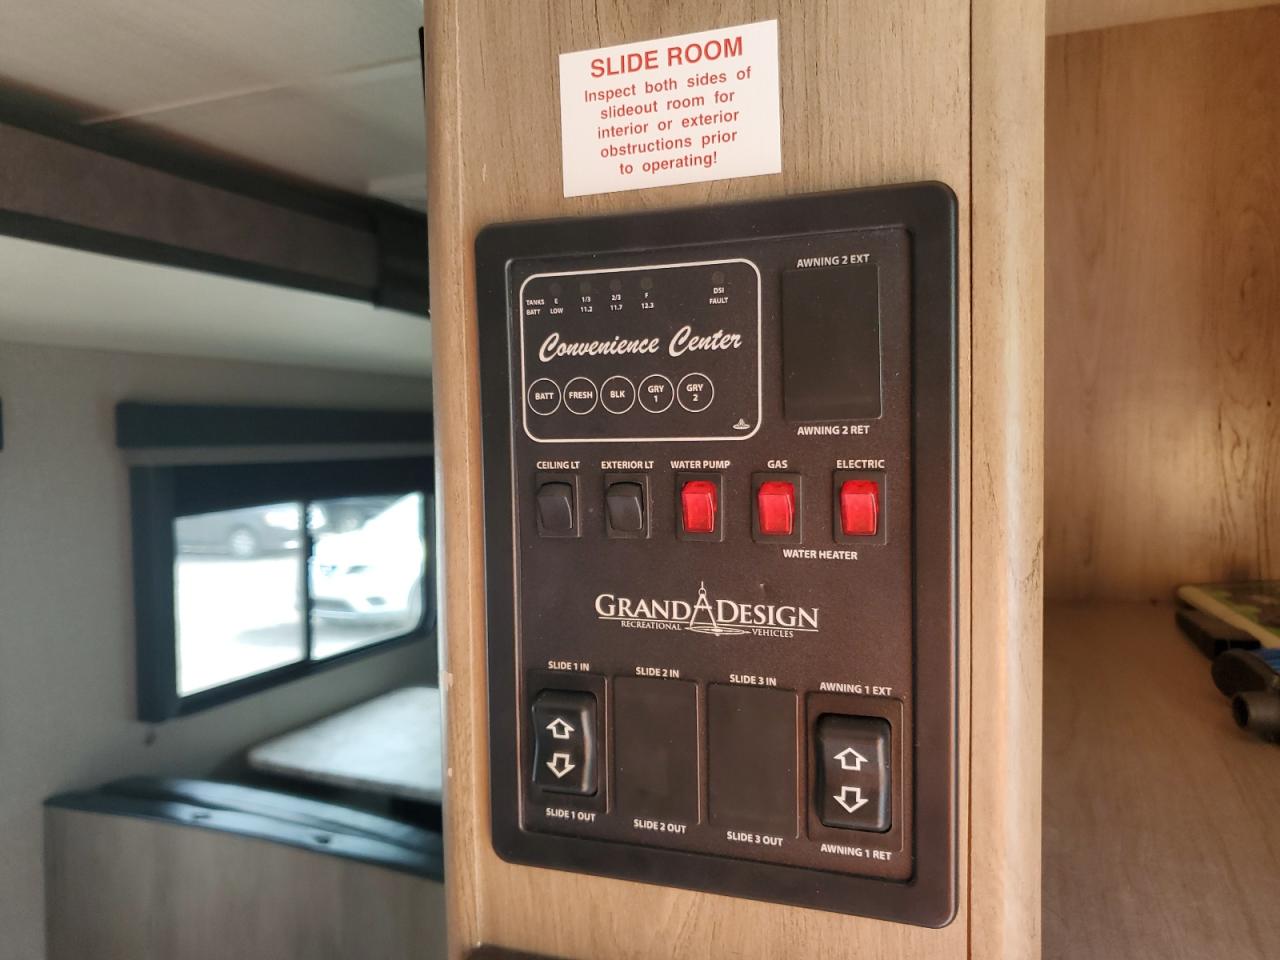 SLIDE ROOM
Inspect both sides of
slideout room for
interior or exterior
obstructions prior
to operating!
TANKS E 1/3 2/3 F DSI
BATT LOW 11.2 11.7 12.3 FAULT
Convenience Center
BATT FRESH BLK GRY 1 GRY 2
AWNING 2 EXT
AWNING 2 RET
CEILING LT EXTERIOR LT WATER PUMP GAS ELECTRIC
WATER HEATER
GRAND DESIGN
RECREATIONAL VEHICLES
SLIDE 1 IN SLIDE 2 IN SLIDE 3 IN AWNING 1 EXT
SLIDE 1 OUT SLIDE 2 OUT SLIDE 3 OUT AWNING 1 RET